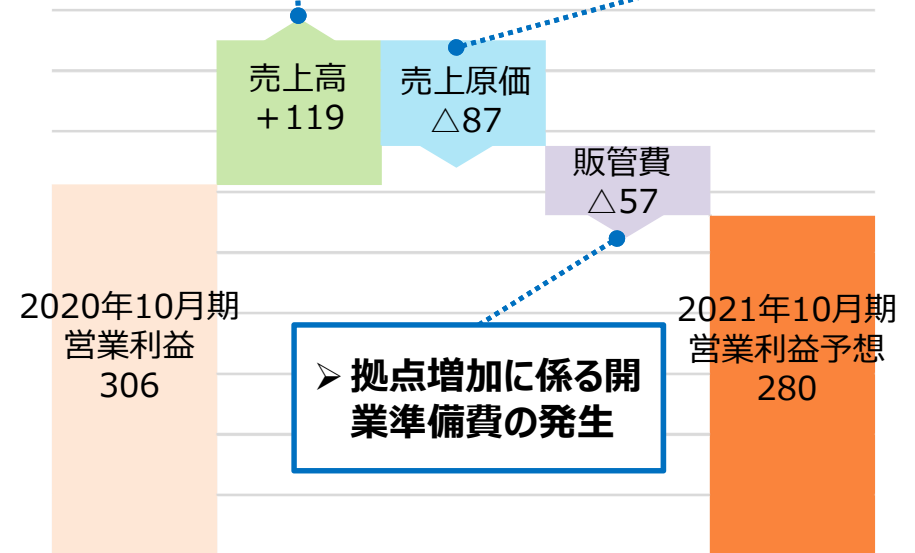 売上高
＋119
売上原価
△87
販管費
△57
2020年10月期
営業利益
306
➢ 拠点増加に係る開
業準備費の発生
2021年10月期
営業利益予想
280